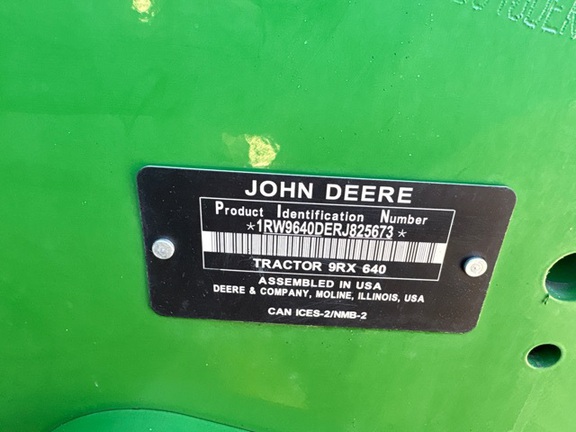 JOHN DEERE
Product Identification Number
*1RW9640DERJ825673*
TRACTOR 9RX 640
ASSEMBLED IN USA
DEERE & COMPANY, MOLINE, ILLINOIS, USA
CAN ICES-2/NMB-2